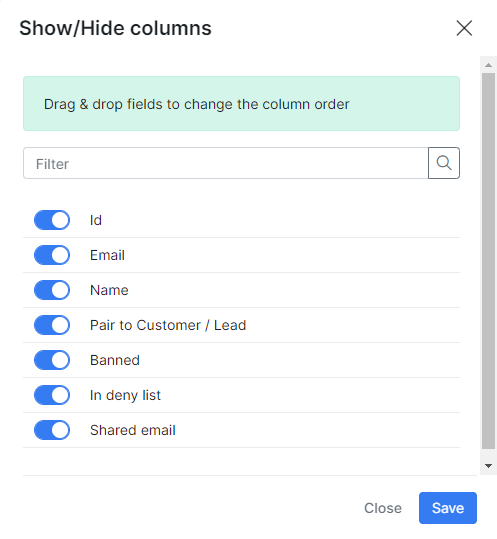 Show/Hide columns
Drag & drop fields to change the column order
Filter
Id
Email
Name
Pair to Customer / Lead
Banned
In deny list
Shared email
Close Save